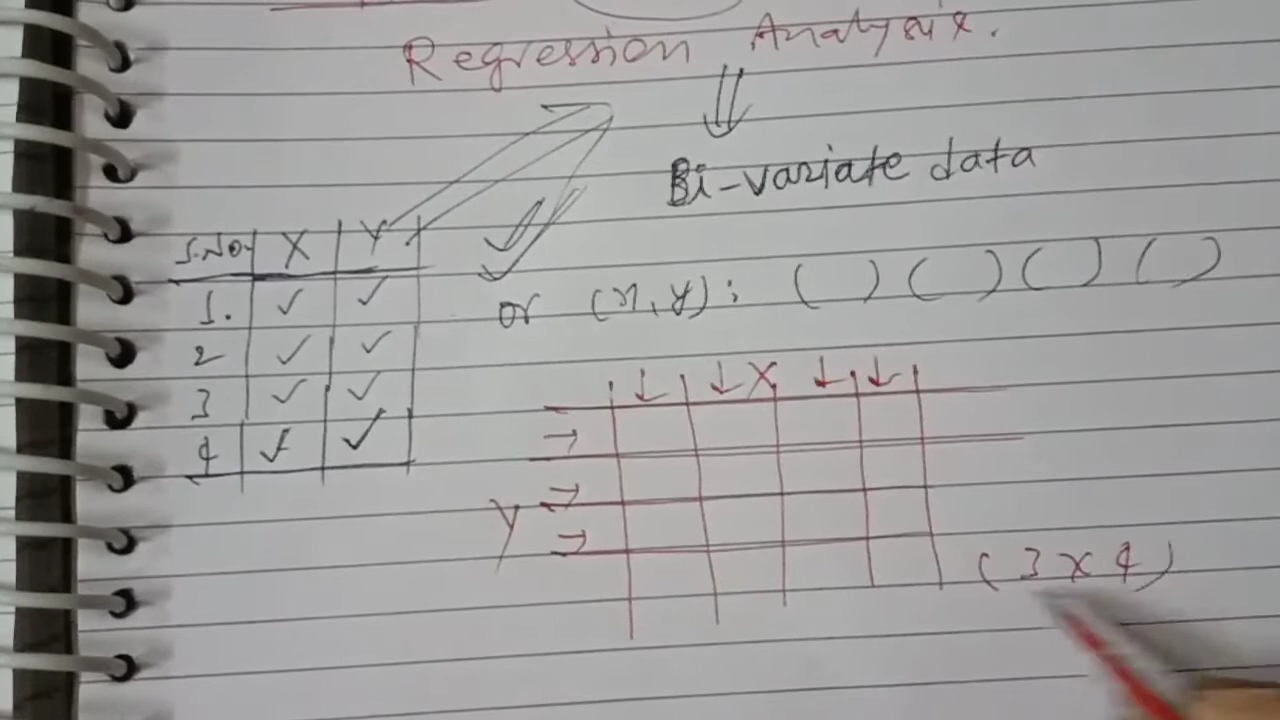 Regression Analysis.
Bi-variate data
S.No. X Y
1. ✓ ✓
2 ✓ ✓
3 ✓ ✓
4 ✓ ✓
or (x, y) : ( ) ( ) ( ) ( )
↓ ↓ X ↓ ↓
→
→
Y →
(3 x 4)